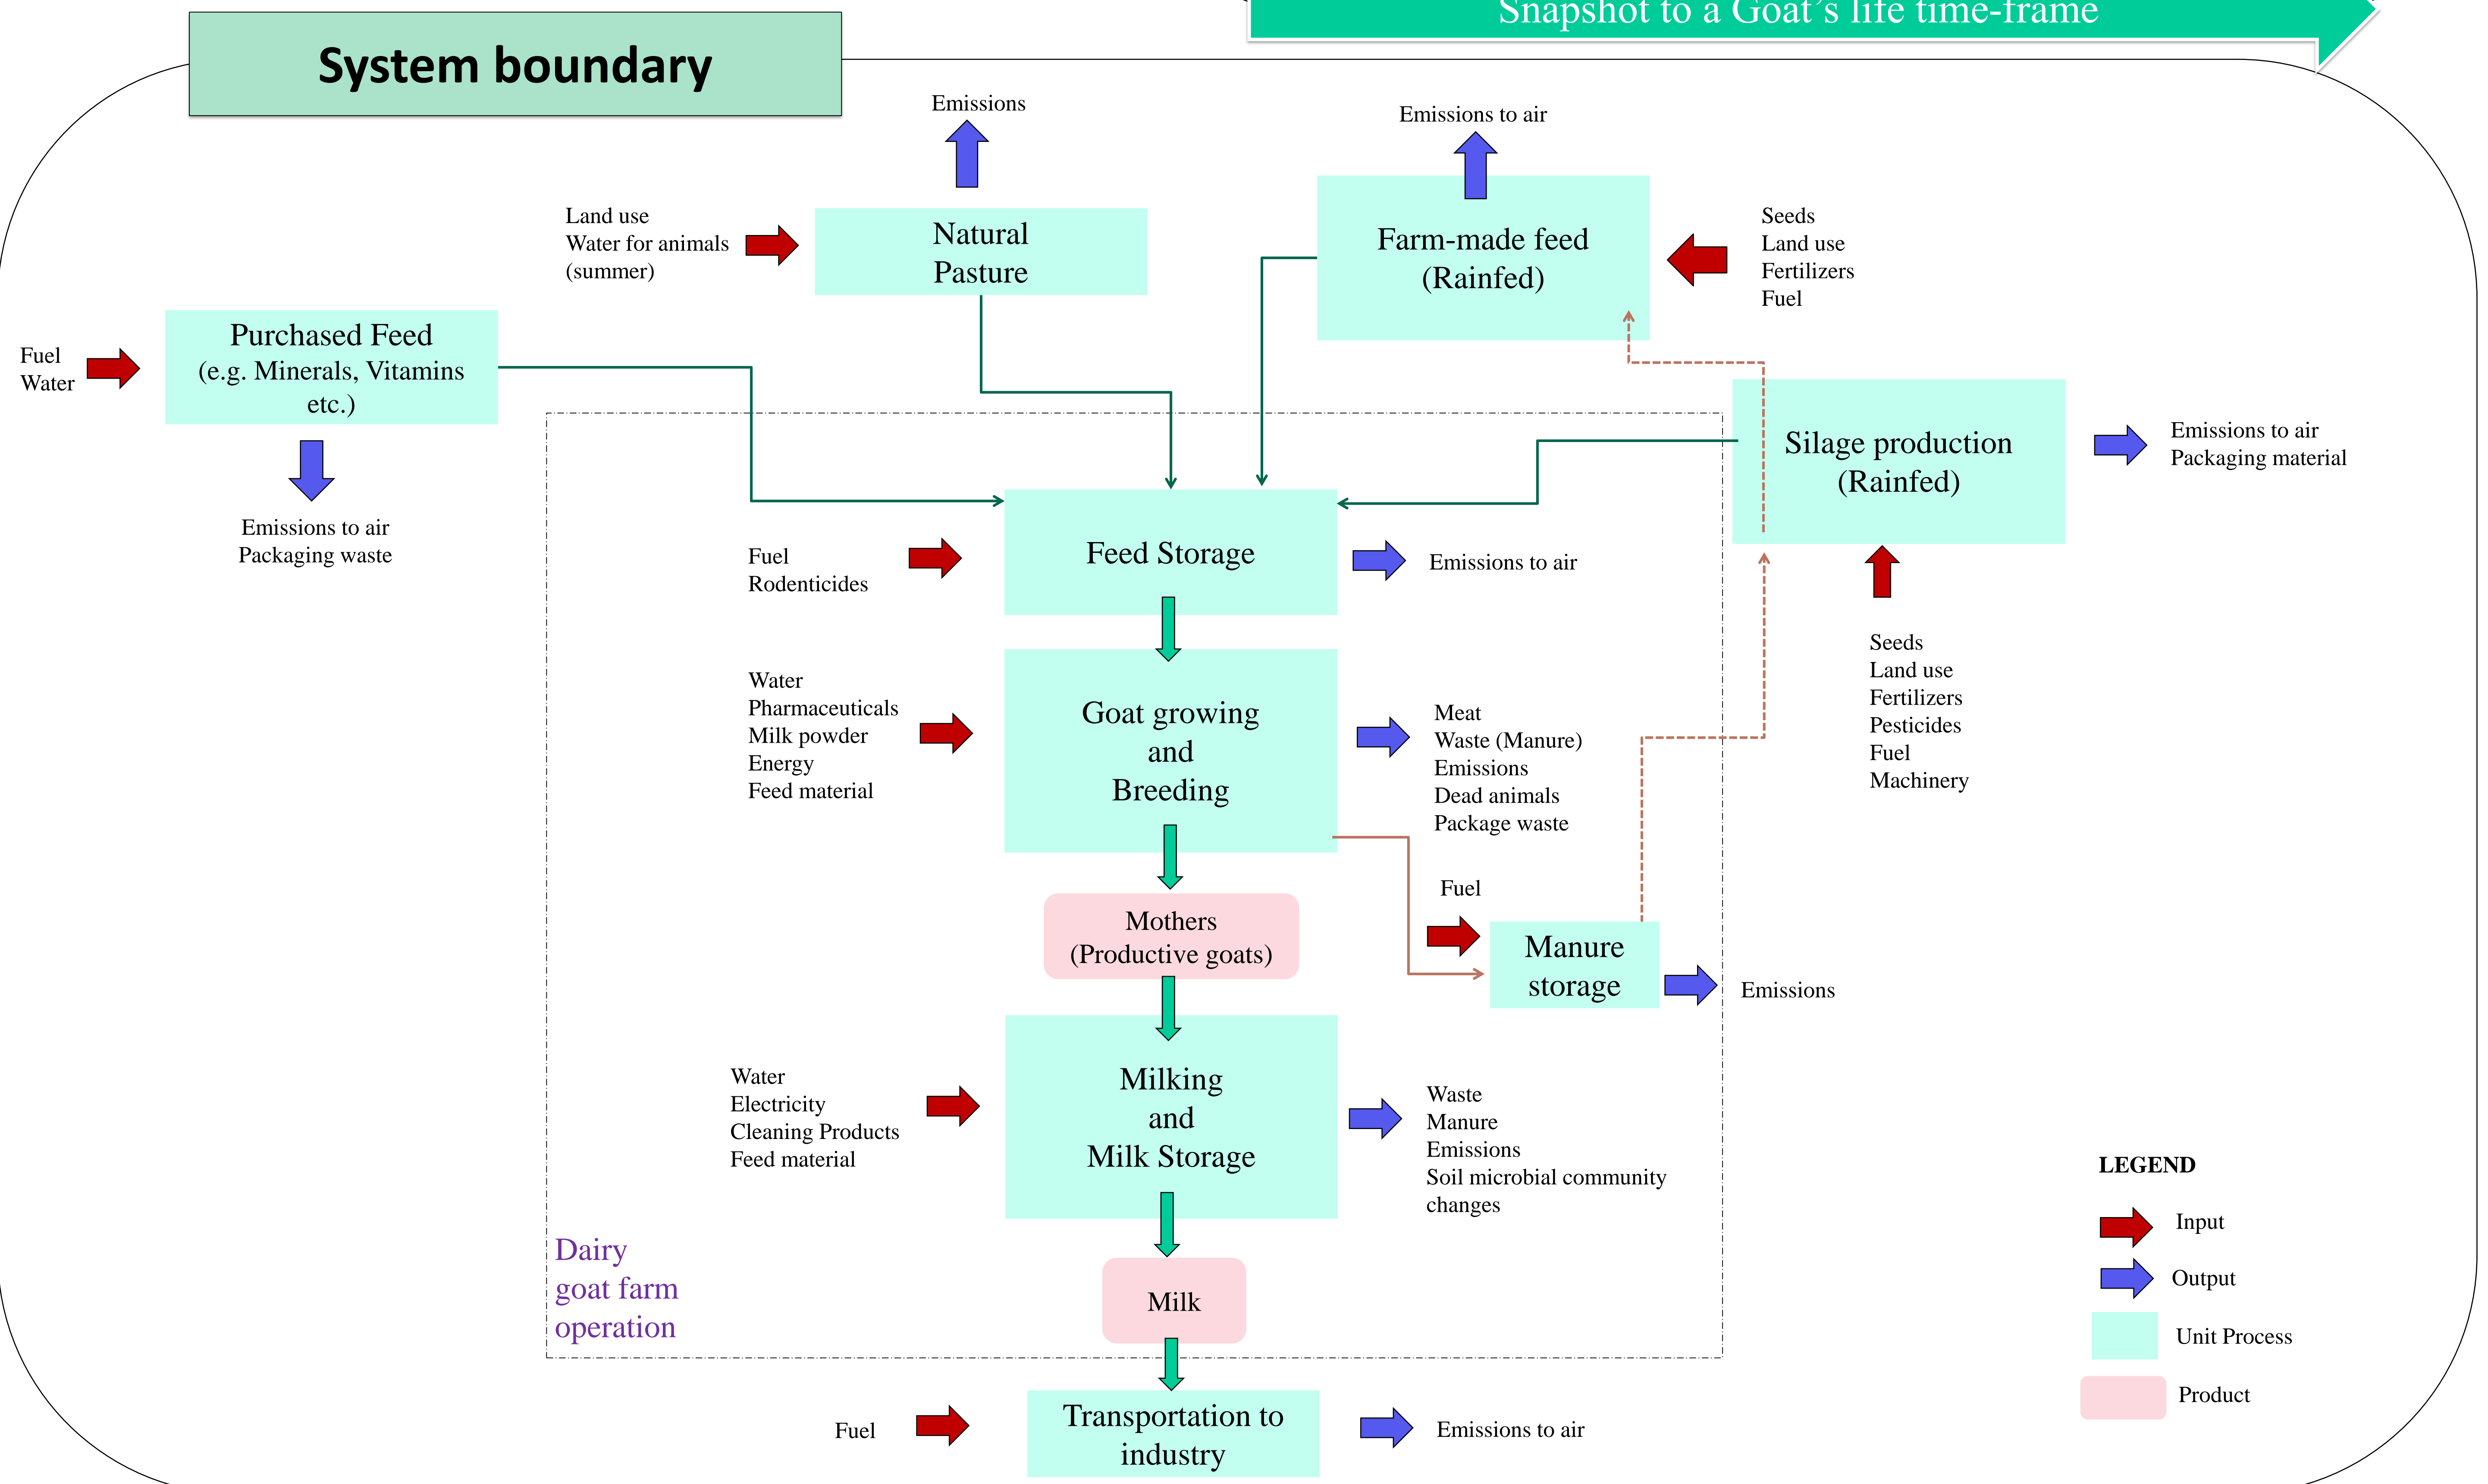 Snapshot to a Goat's life time-frame
System boundary
Emissions
Emissions to air
Land use
Water for animals
(summer)
Natural
Pasture
Farm-made feed
(Rainfed)
Seeds
Land use
Fertilizers
Fuel
Fuel
Water
Purchased Feed
(e.g. Minerals, Vitamins
etc.)
Emissions to air
Packaging waste
Silage production
(Rainfed)
Emissions to air
Packaging material
Fuel
Rodenticides
Feed Storage
Emissions to air
Seeds
Land use
Fertilizers
Pesticides
Fuel
Machinery
Water
Pharmaceuticals
Milk powder
Energy
Feed material
Goat growing
and
Breeding
Meat
Waste (Manure)
Emissions
Dead animals
Package waste
Fuel
Mothers
(Productive goats)
Manure
storage
Emissions
Water
Electricity
Cleaning Products
Feed material
Milking
and
Milk Storage
Waste
Manure
Emissions
Soil microbial community
changes
Dairy
goat farm
operation
Milk
Fuel
Transportation to
industry
Emissions to air
LEGEND
Input
Output
Unit Process
Product